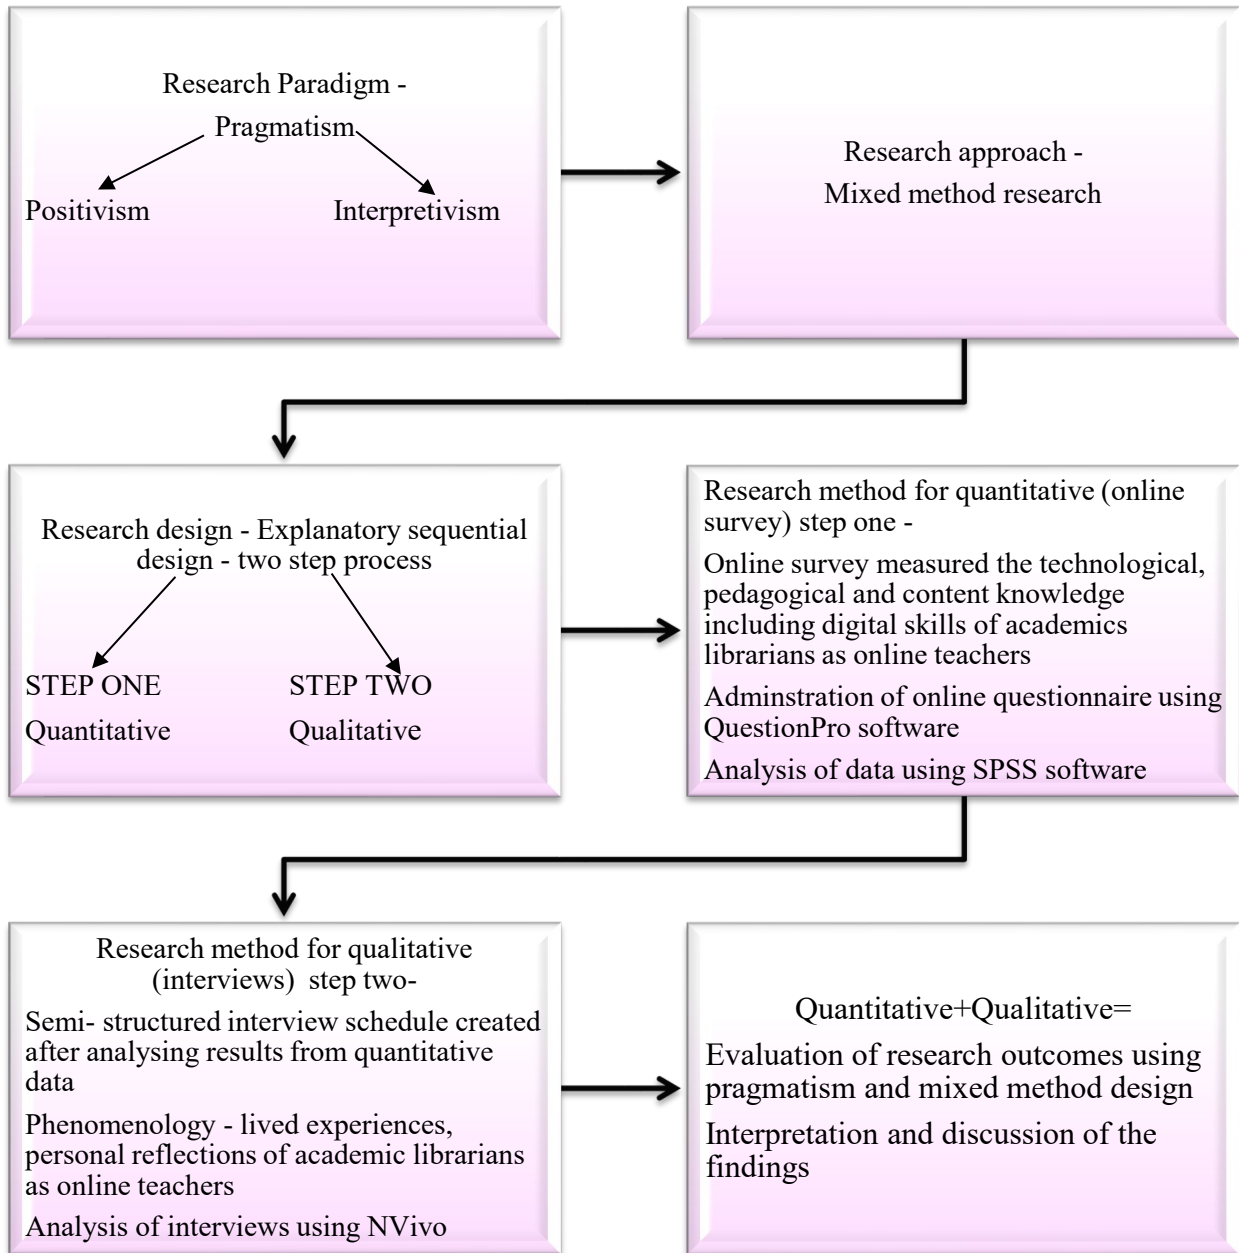 Research Paradigm -
Pragmatism
Positivism
Interpretivism
Research approach -
Mixed method research
Research design - Explanatory sequential
design - two step process
STEP ONE
Quantitative
STEP TWO
Qualitative
Research method for quantitative (online
survey) step one -
Online survey measured the technological,
pedagogical and content knowledge
including digital skills of academics
librarians as online teachers
Adminstration of online questionnaire using
QuestionPro software
Analysis of data using SPSS software
Research method for qualitative
(interviews)  step two-
Semi- structured interview schedule created
after analysing results from quantitative
data
Phenomenology - lived experiences,
personal reflections of academic librarians
as online teachers
Analysis of interviews using NVivo
Quantitative+Qualitative=
Evaluation of research outcomes using
pragmatism and mixed method design
Interpretation and discussion of the
findings